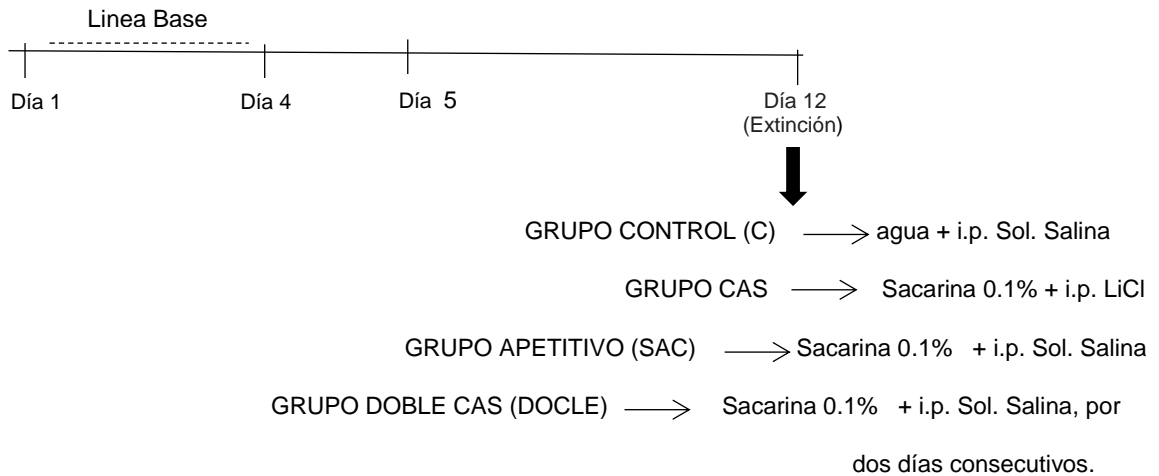 Linea Base
Día 1
Día 4
Día 5
Día 12
(Extinción)
GRUPO CONTROL (C) agua + i.p. Sol. Salina
GRUPO CAS Sacarina 0.1% + i.p. LiCl
GRUPO APETITIVO (SAC) Sacarina 0.1% + i.p. Sol. Salina
GRUPO DOBLE CAS (DOCLE) Sacarina 0.1% + i.p. Sol. Salina, por
dos días consecutivos.